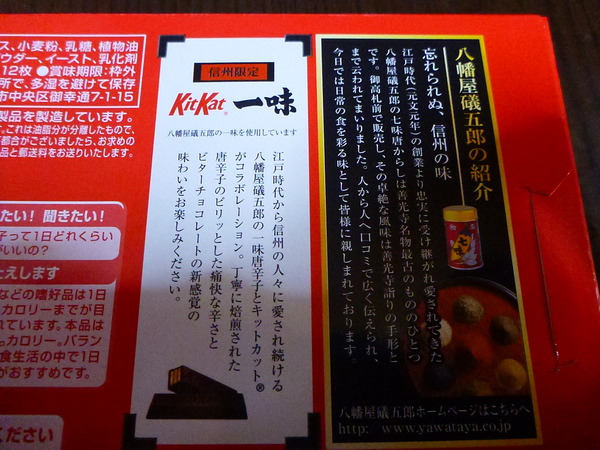 ス、小麦粉、乳糖、植物油
ウダー、イースト、乳化剤
12枚 ●賞味期限：枠外
所で、多湿を避けて保存
市中央区御幸通7-1-15
製品を製造しています。
これは油脂分が分離したもので、
都合がございましたら、お求めの
品と郵送料をお送りいたします。
たい！ 聞きたい！
子って1日どれくらい
がいいの？
たえします
などの嗜好品は1日
カロリーまでが目
れています。本品は
カロリー。バラン
食生活の中で1日
がおすすめです。
ください
信州限定
KitKat® 一味
八幡屋礒五郎の一味を使用しています
江戸時代から信州の人々に愛され続ける
八幡屋礒五郎の一味唐辛子とキットカット®
がコラボレーション。丁寧に焙煎された
唐辛子のピリッとした痛快な辛さと
ビターチョコレートの新感覚の
味わいをお楽しみください。
八幡屋礒五郎の紹介
忘れられぬ、信州の味
江戸時代（元文元年）の創業より忠実に受け継がれ愛されてきた
八幡屋礒五郎の七味唐からしは善光寺名物最古のもののひとつ
です。御高札前で販売し、その卓絶な風味は善光寺詣りの手形と
まで云われてまいりました。人から人へ口コミで広く伝えられ、
今日では日常の食を彩る味として皆様に親しまれております。
七味
八幡屋礒五郎ホームページはこちらへ
http: www.yawataya.co.jp